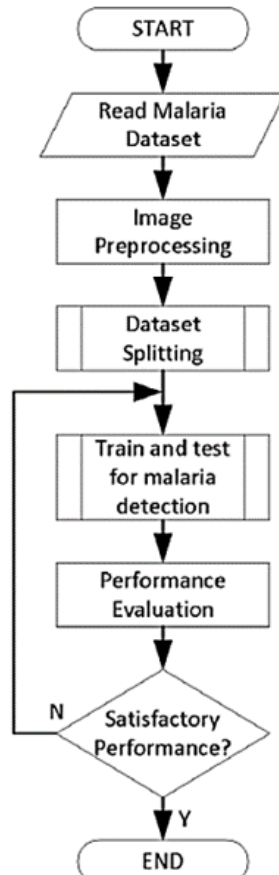 START
Read Malaria
Dataset
Image
Preprocessing
Dataset
Splitting
Train and test
for malaria
detection
Performance
Evaluation
N
Satisfactory
Performance?
Y
END